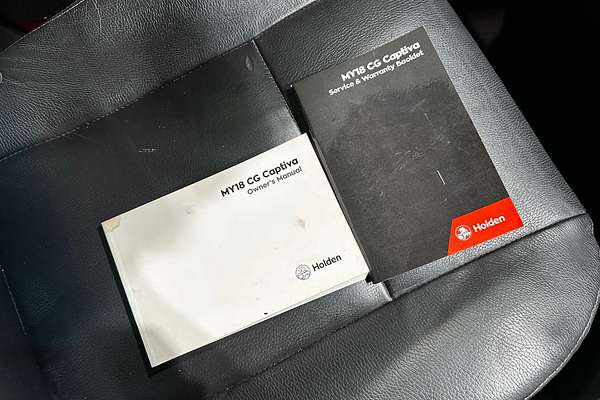 MY18 CG Captiva
Service & Warranty Booklet
Holden
MY18 CG Captiva
Owner's Manual
Holden